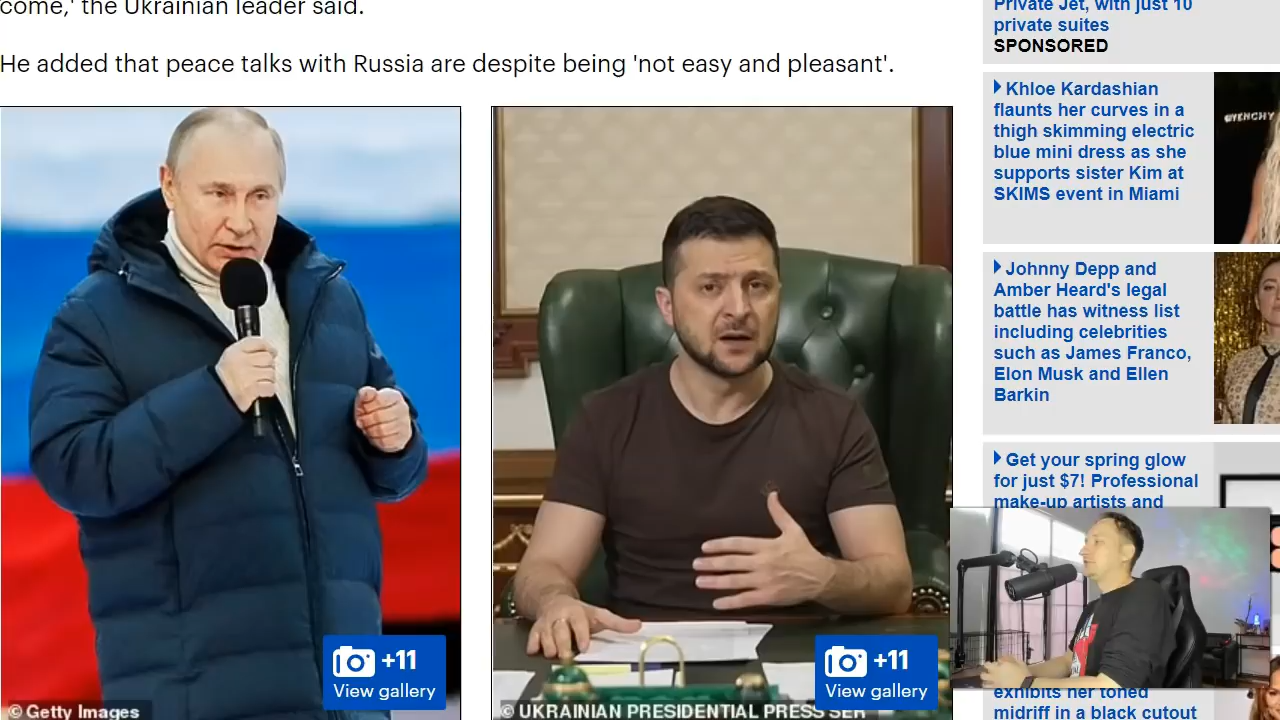 come,' the Ukrainian leader said.
He added that peace talks with Russia are despite being 'not easy and pleasant'.
+11
View gallery
© Getty Images
+11
View gallery
© UKRAINIAN PRESIDENTIAL PRESS SER
Private Jet, with just 10
private suites
SPONSORED
Khloe Kardashian
flaunts her curves in a
thigh skimming electric
blue mini dress as she
supports sister Kim at
SKIMS event in Miami
GIVENCHY
Johnny Depp and
Amber Heard's legal
battle has witness list
including celebrities
such as James Franco,
Elon Musk and Ellen
Barkin
Get your spring glow
for just $7! Professional
make-up artists and
exhibits her toned
midriff in a black cutout